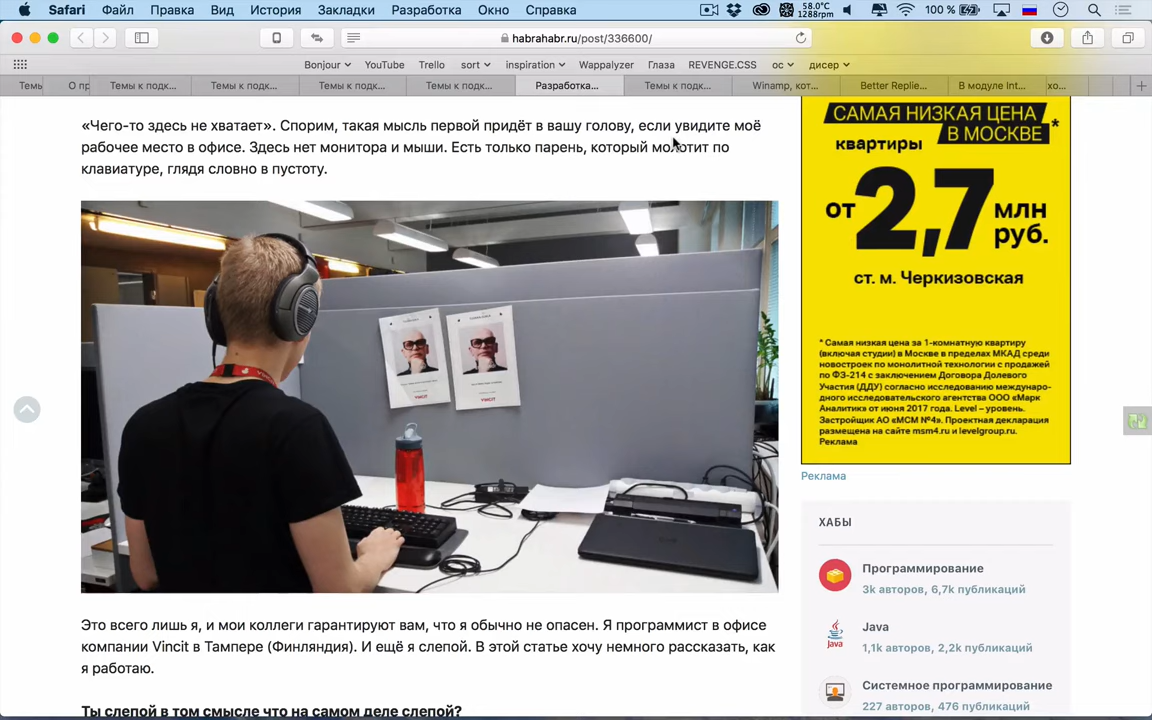 Safari Файл Правка Вид История Закладки Разработка Окно Справка 58.0°C 1288rpm 100 %
habrahabr.ru/post/336600/
Bonjour YouTube Trello sort inspiration Wappalyzer Глаза REVENGE.CSS ос дисер
Темы О пр Темы к подк... Темы к подк... Темы к подк... Темы к подк... Разработка... Темы к подк... Winamp, кот... Better Replie... В модуле Int... хо...
«Чего-то здесь не хватает». Спорим, такая мысль первой придёт в вашу голову, если увидите моё
рабочее место в офисе. Здесь нет монитора и мыши. Есть только парень, который молотит по
клавиатуре, глядя словно в пустоту.
VINCIT VINCIT
Это всего лишь я, и мои коллеги гарантируют вам, что я обычно не опасен. Я программист в офисе
компании Vincit в Тампере (Финляндия). И ещё я слепой. В этой статье хочу немного рассказать, как
я работаю.
Ты слепой в том смысле что на самом деле слепой?
САМАЯ НИЗКАЯ ЦЕНА
В МОСКВЕ *
квартиры
от 2,7 млн
руб.
ст. м. Черкизовская
* Самая низкая цена за 1-комнатную квартиру
(включая студии) в Москве в пределах МКАД среди
новостроек по монолитной технологии с продажей
по ФЗ-214 с заключением Договора Долевого
Участия (ДДУ) согласно исследованию международ-
ного исследовательского агентства ООО «Марк
Аналитик» от июня 2017 года. Level – уровень.
Застройщик АО «МСМ №4». Проектная декларация
размещена на сайте msm4.ru и levelgroup.ru.
Реклама
Реклама
ХАБЫ
Программирование
3k авторов, 6,7k публикаций
Java
1,1k авторов, 2,2k публикаций
Системное программирование
227 авторов, 476 публикаций